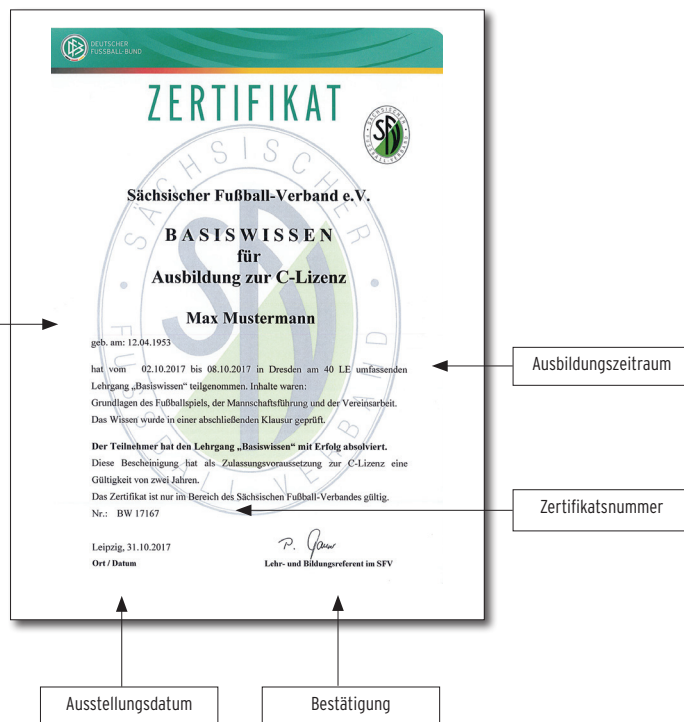 DEUTSCHER
FUSSBALL-BUND
ZERTIFIKAT
SÄCHSISCHER
FUSSBALL VERBAND
SFV
Sächsischer Fußball-Verband e.V.
BASISWISSEN
für
Ausbildung zur C-Lizenz
Max Mustermann
geb. am: 12.04.1953
hat vom 02.10.2017 bis 08.10.2017 in Dresden am 40 LE umfassenden
Lehrgang „Basiswissen“ teilgenommen. Inhalte waren:
Grundlagen des Fußballspiels, der Mannschaftsführung und der Vereinsarbeit.
Das Wissen wurde in einer abschließenden Klausur geprüft.
Der Teilnehmer hat den Lehrgang „Basiswissen“ mit Erfolg absolviert.
Diese Bescheinigung hat als Zulassungsvoraussetzung zur C-Lizenz eine
Gültigkeit von zwei Jahren.
Das Zertifikat ist nur im Bereich des Sächsischen Fußball-Verbandes gültig.
Nr.: BW 17167
Leipzig, 31.10.2017
Ort / Datum
Lehr- und Bildungsreferent im SFV
Ausbildungszeitraum
Zertifikatsnummer
Ausstellungsdatum
Bestätigung